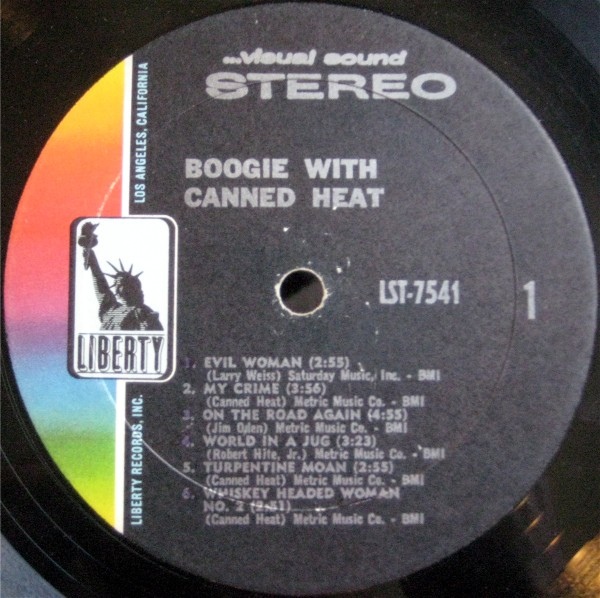 ...visual sound
STEREO
BOOGIE WITH
CANNED HEAT
LOS ANGELES, CALIFORNIA
LIBERTY
LIBERTY RECORDS, INC.
LST-7541
1
1. EVIL WOMAN (2:55)
(Larry Weiss) Saturday Music, Inc. - BMI
2. MY CRIME (3:56)
(Canned Heat) Metric Music Co. - BMI
3. ON THE ROAD AGAIN (4:55)
(Jim Oden) Metric Music Co. - BMI
4. WORLD IN A JUG (3:23)
(Robert Hite, Jr.) Metric Music Co. - BMI
5. TURPENTINE MOAN (2:55)
(Canned Heat) Metric Music Co. - BMI
6. WHISKEY HEADED WOMAN
NO. 2
(Canned Heat) Metric Music Co. - BMI